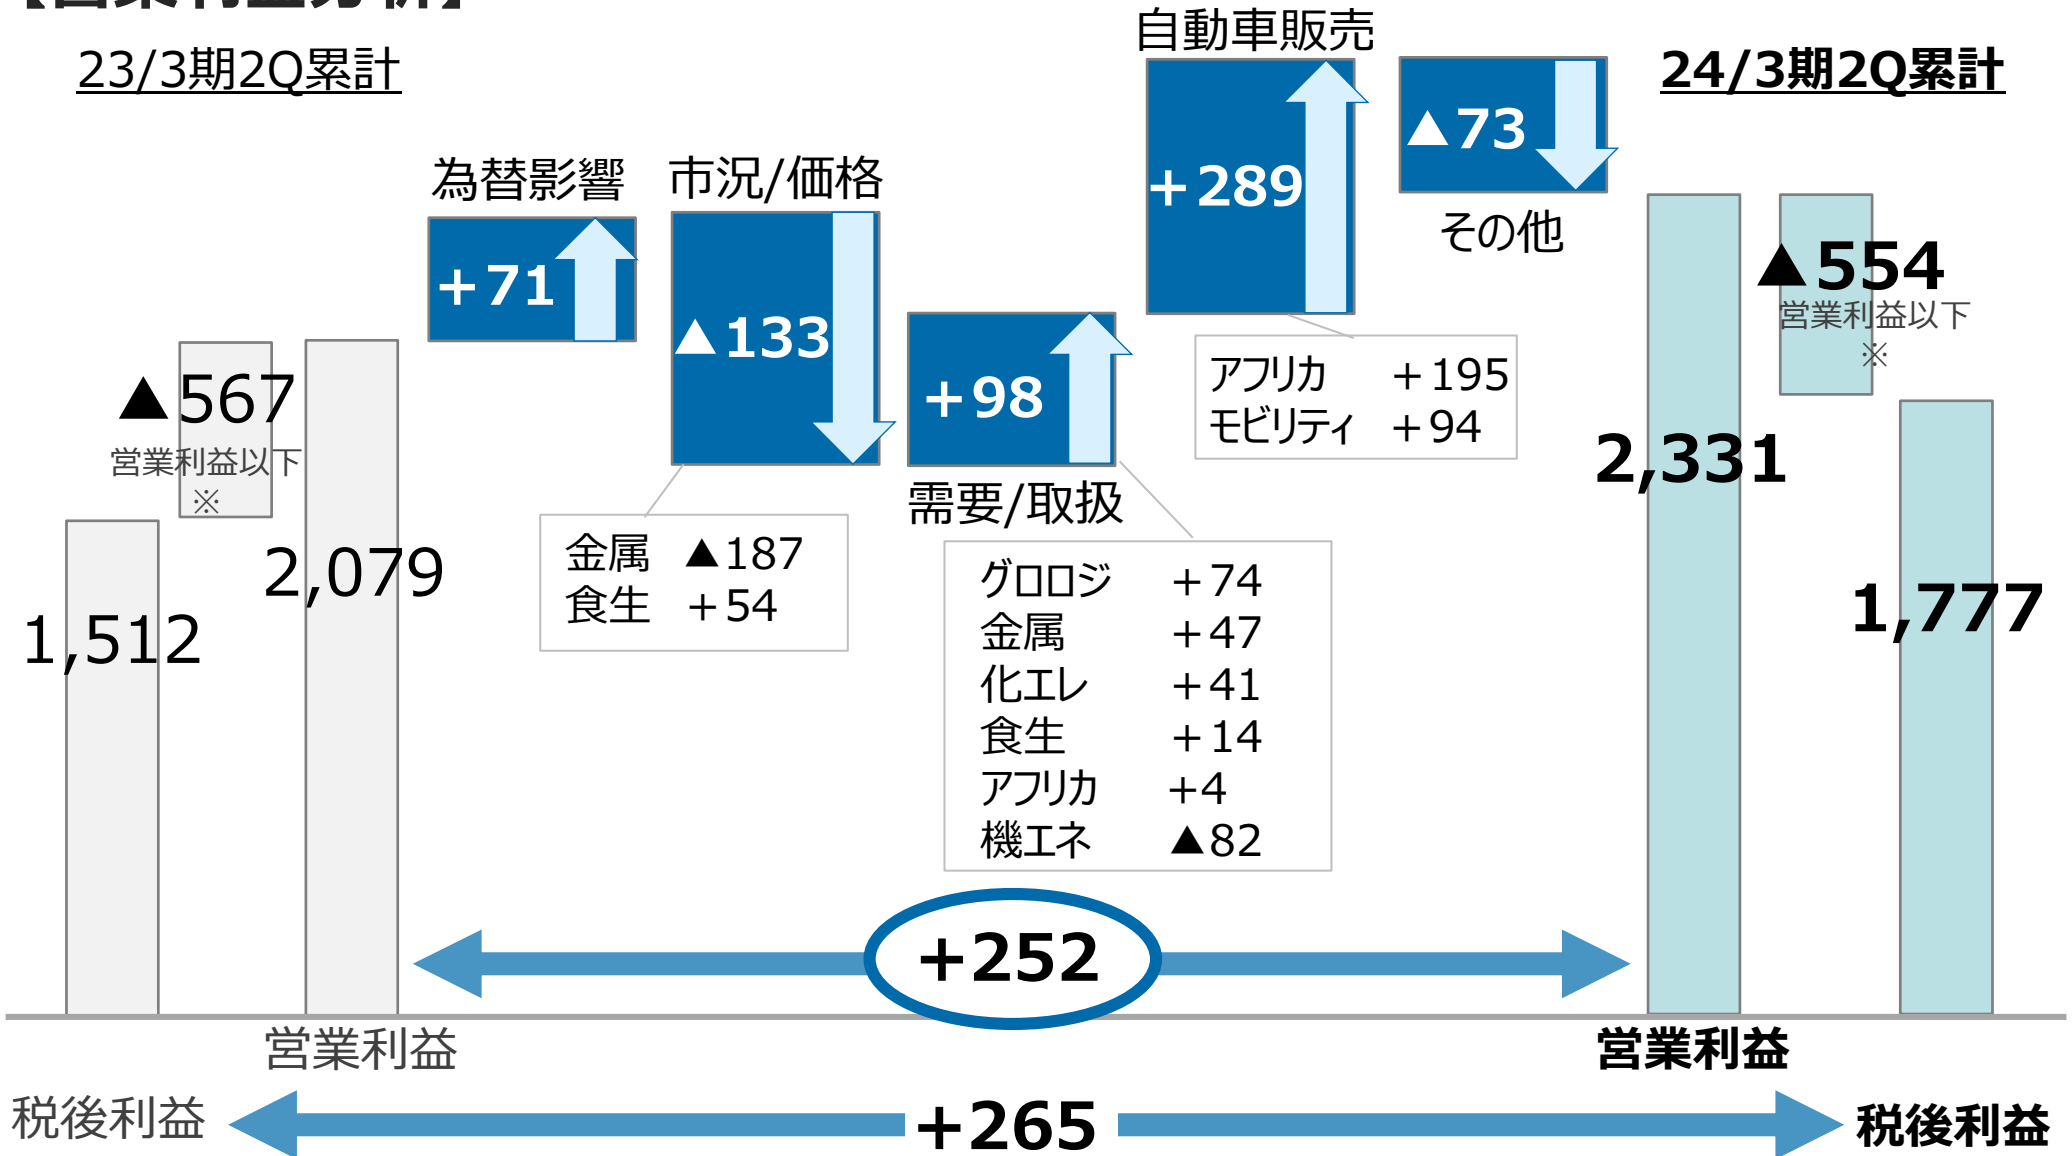 【営業利益分析】
23/3期2Q累計
24/3期2Q累計
税後利益
1,512
▲567
営業利益以下
※
営業利益
2,079
為替影響
+71
市況/価格
▲133
金属 ▲187
食生 +54
需要/取扱
+98
グロロジ +74
金属 +47
化エレ +41
食生 +14
アフリカ +4
機エネ ▲82
自動車販売
+289
アフリカ +195
モビリティ +94
その他
▲73
営業利益
2,331
▲554
営業利益以下
※
1,777
税後利益
+252
+265